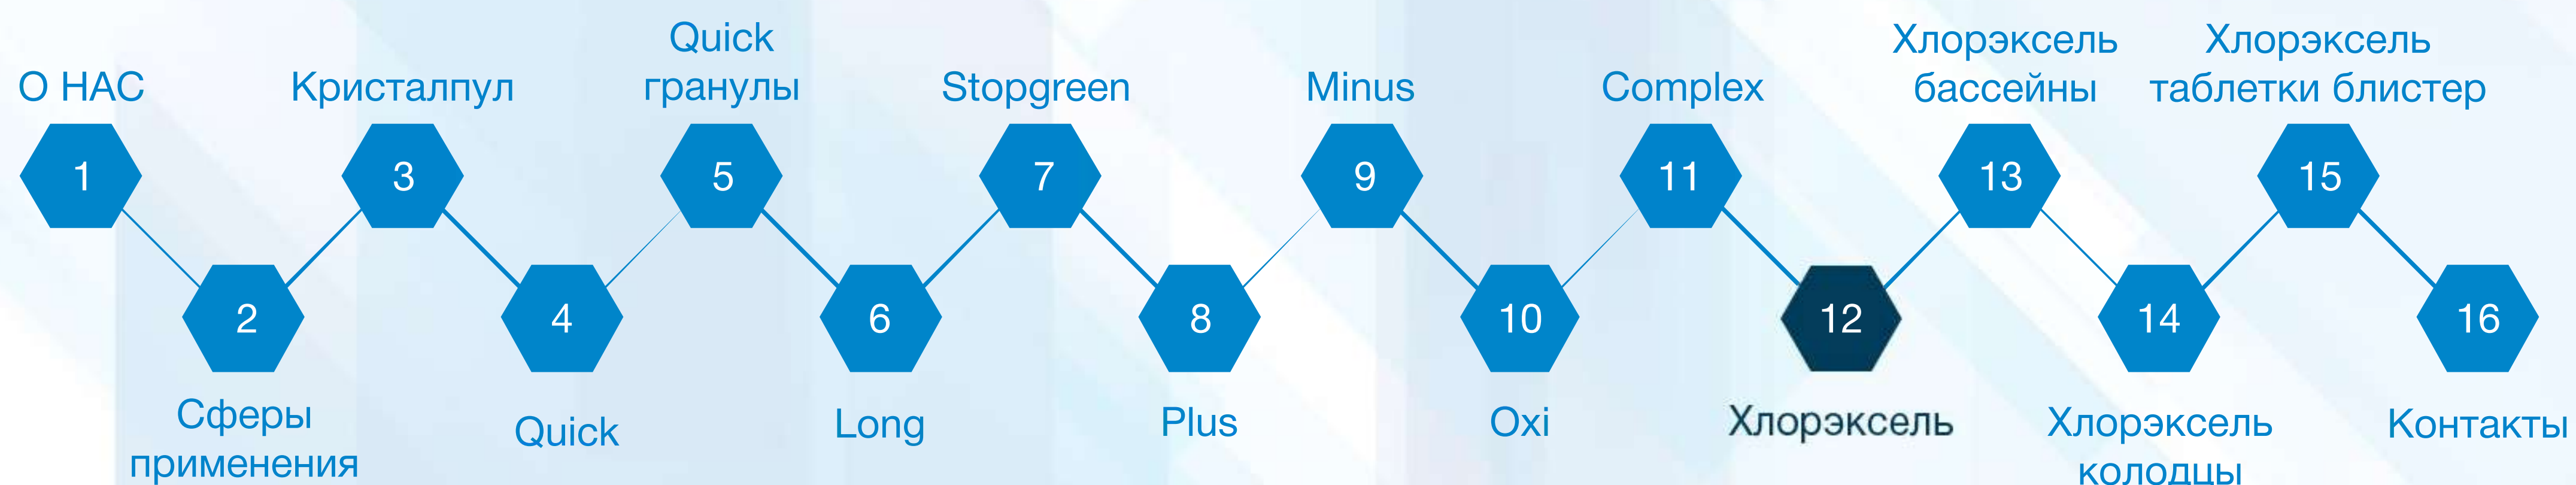 О НАС
1
2
Сферы
применения
Кристалпул
3
4
Quick
Quick
гранулы
5
6
Long
Stopgreen
7
8
Plus
Minus
9
10
Oxi
Complex
11
12
Хлорэксель
Хлорэксель
бассейны
13
14
Хлорэксель
колодцы
Хлорэксель
таблетки блистер
15
16
Контакты